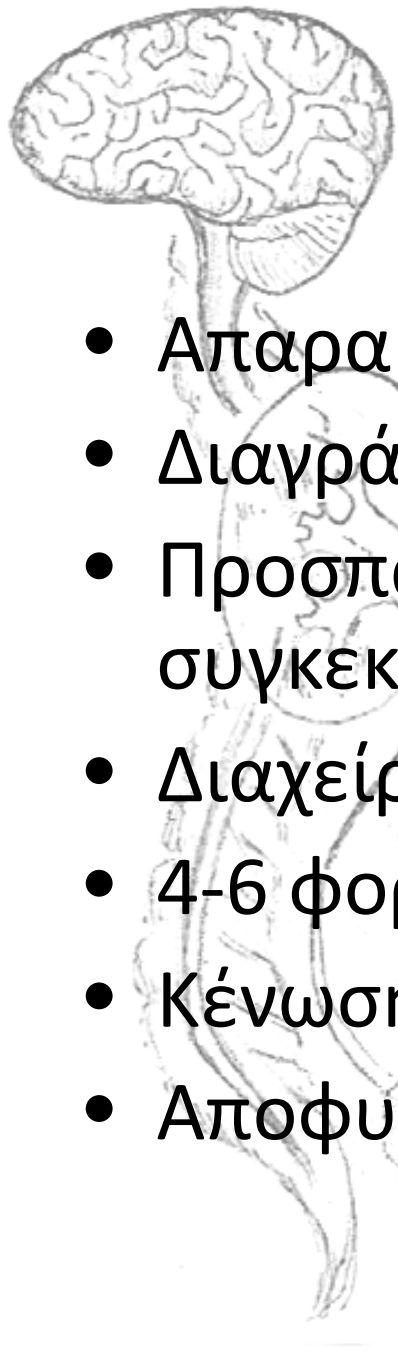 • Απαρα
• Διαγρά
• Προσπα
συγκεκ
• Διαχείρ
• 4-6 φορ
• Κένωση
• Αποφυ